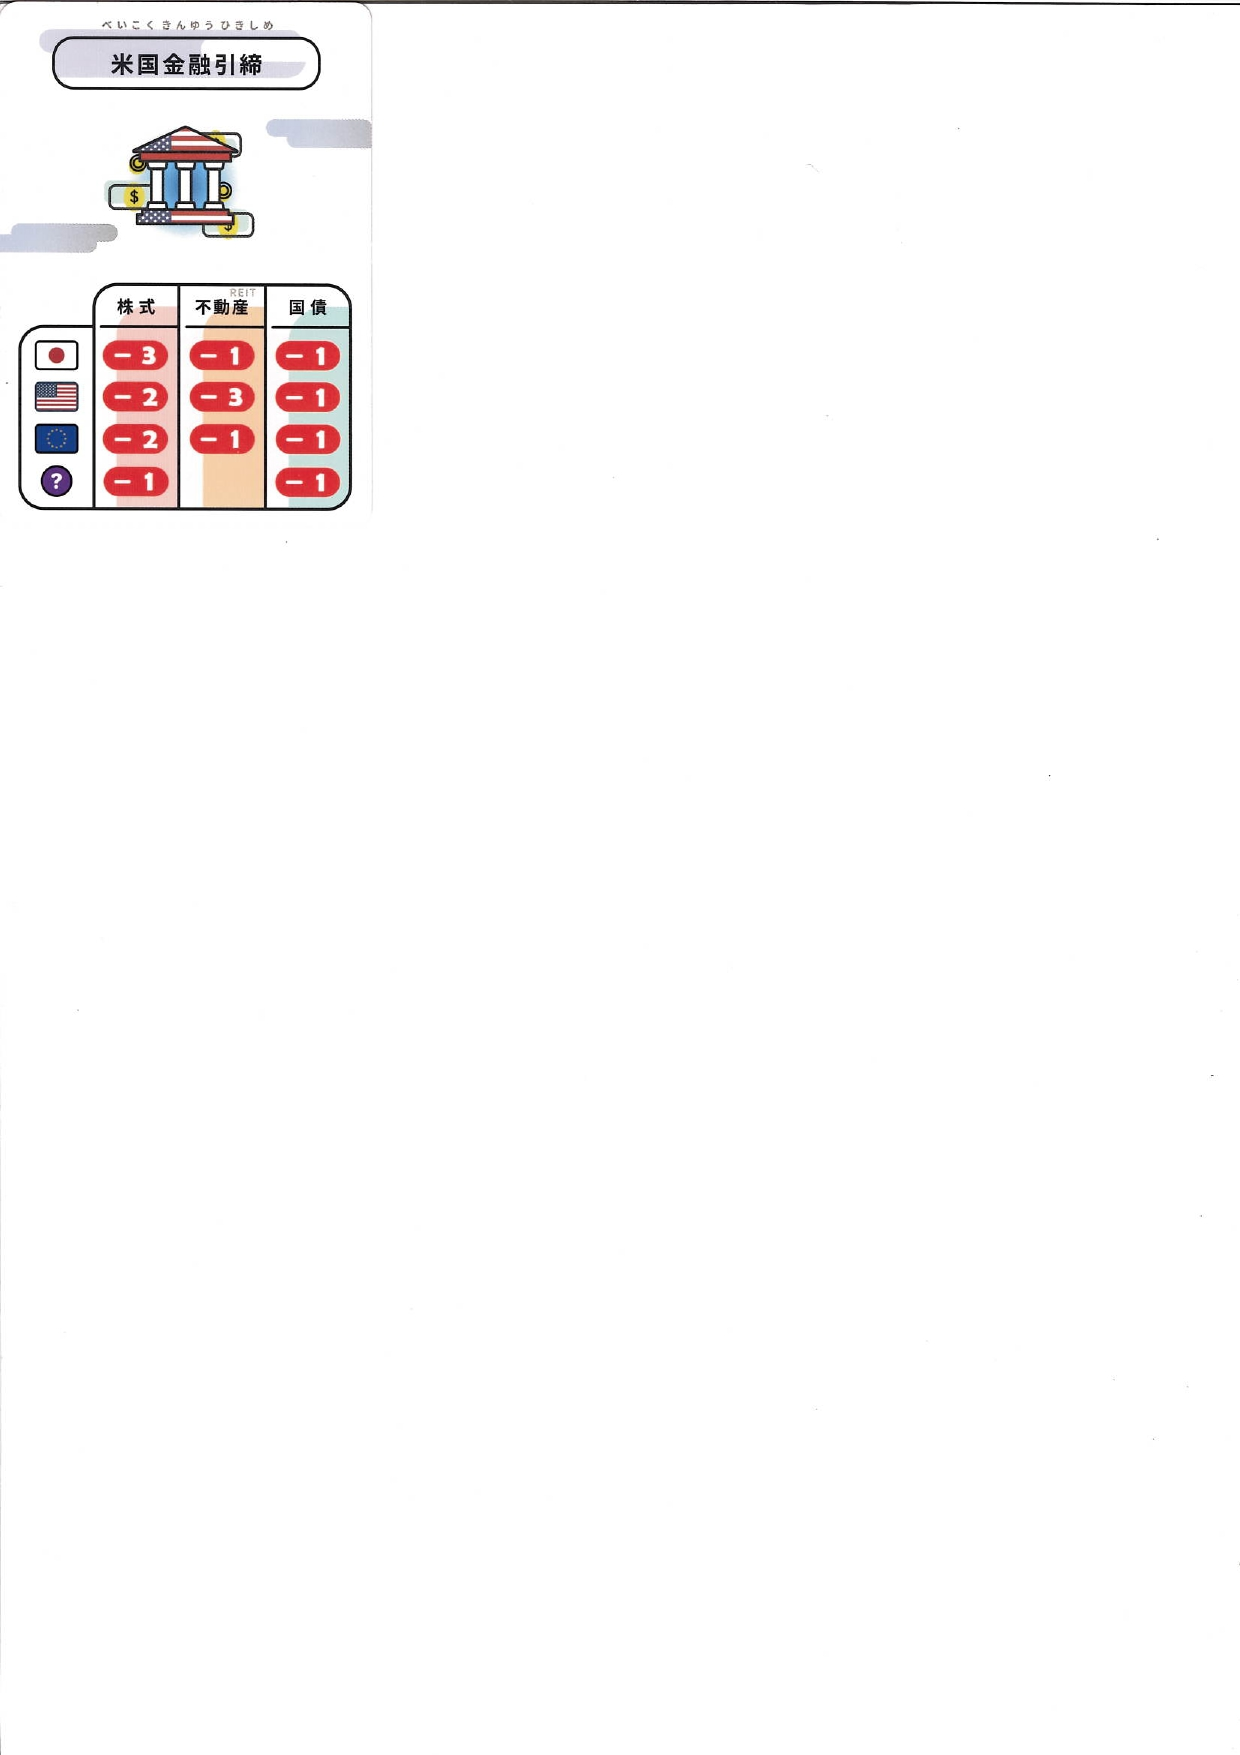 べいこくきんゆうひきしめ
米国金融引締
$
$
REIT
株式 不動産 国債
－3 －1 －1
－2 －3 －1
－2 －1 －1
? －1 －1